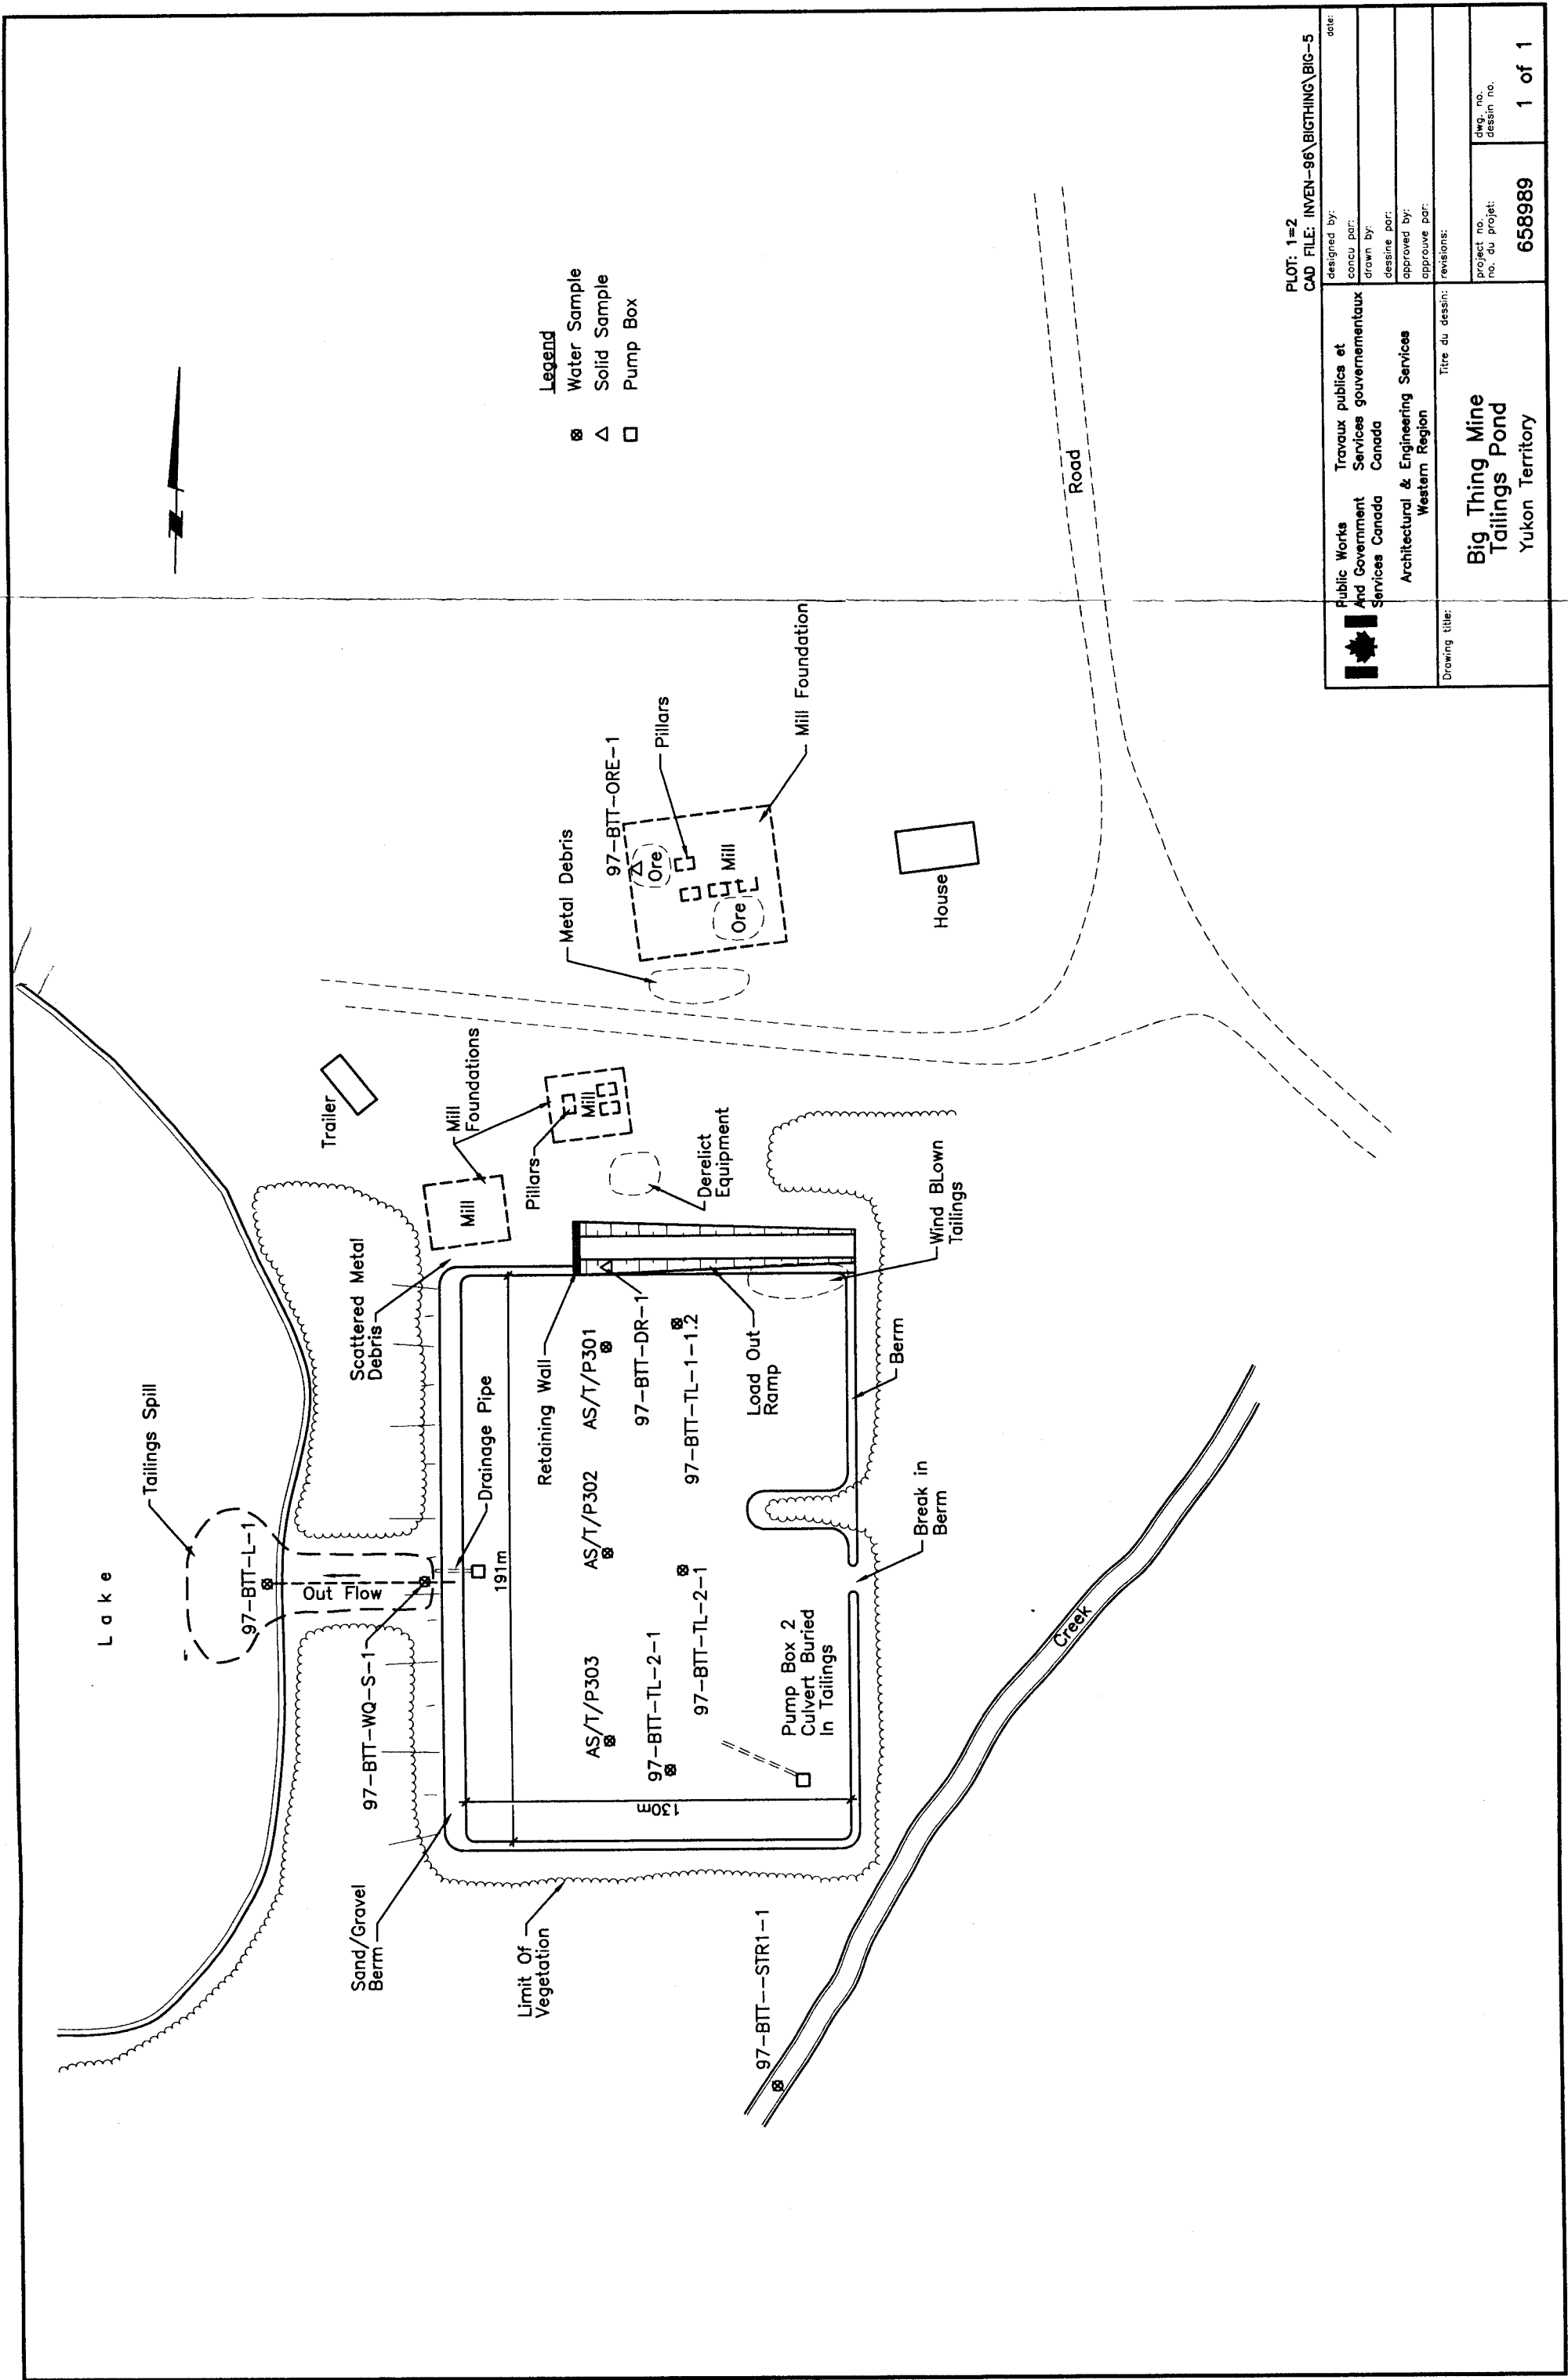 Lake
Tailings Spill
97-BTT-L-1
Out Flow
97-BTT-WQ-S-1
Sand/Gravel
Berm
Limit Of
Vegetation
97-BTT--STR1-1
Scattered Metal
Debris
Trailer
Mill
Foundations
Mill
Pillars
Mill
Derelict
Equipment
Drainage Pipe
191m
130m
Retaining Wall
AS/T/P303
AS/T/P302
AS/T/P301
97-BTT-TL-2-1
97-BTT-TL-2-1
97-BTT-DR-1
97-BTT-TL-1-1.2
Pump Box 2
Culvert Buried
In Tailings
Load Out
Ramp
Wind BLown
Tailings
Berm
Break in
Berm
Creek
Metal Debris
97-BTT-ORE-1
Pillars
Ore
Mill
Ore
Mill Foundation
House
Road
N
Legend
Water Sample
Solid Sample
Pump Box
PLOT: 1=2
CAD FILE: INVEN-96\BIGTHING\BIG-5
Public Works
And Government
Services Canada
Travaux publics et
Services gouvernementaux
Canada
Architectural & Engineering Services
Western Region
Drawing title:
Titre du dessin:
Big Thing Mine
Tailings Pond
Yukon Territory
designed by:
date:
concu par:
drawn by:
dessine par:
approved by:
approuve par:
revisions:
project no.
no. du projet:
658989
dwg. no.
dessin no.
1 of 1